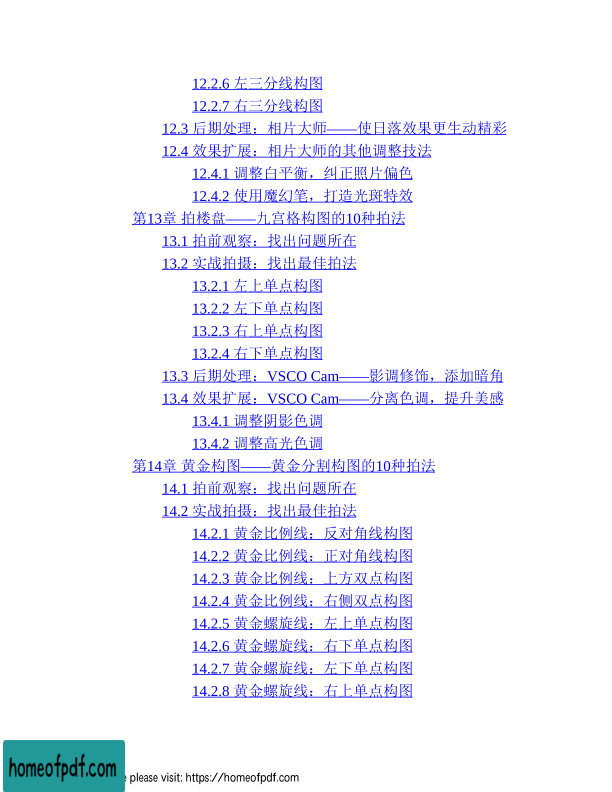 12.2.6 左三分线构图
12.2.7 右三分线构图
12.3 后期处理：相片大师——使日落效果更生动精彩
12.4 效果扩展：相片大师的其他调整技法
12.4.1 调整白平衡，纠正照片偏色
12.4.2 使用魔幻笔，打造光斑特效
第13章 拍楼盘——九宫格构图的10种拍法
13.1 拍前观察：找出问题所在
13.2 实战拍摄：找出最佳拍法
13.2.1 左上单点构图
13.2.2 左下单点构图
13.2.3 右上单点构图
13.2.4 右下单点构图
13.3 后期处理：VSCO Cam——影调修饰，添加暗角
13.4 效果扩展：VSCO Cam——分离色调，提升美感
13.4.1 调整阴影色调
13.4.2 调整高光色调
第14章 黄金构图——黄金分割构图的10种拍法
14.1 拍前观察：找出问题所在
14.2 实战拍摄：找出最佳拍法
14.2.1 黄金比例线：反对角线构图
14.2.2 黄金比例线：正对角线构图
14.2.3 黄金比例线：上方双点构图
14.2.4 黄金比例线：右侧双点构图
14.2.5 黄金螺旋线：左上单点构图
14.2.6 黄金螺旋线：右下单点构图
14.2.7 黄金螺旋线：左下单点构图
14.2.8 黄金螺旋线：右上单点构图
homeofpdf.com
please visit: https://homeofpdf.com